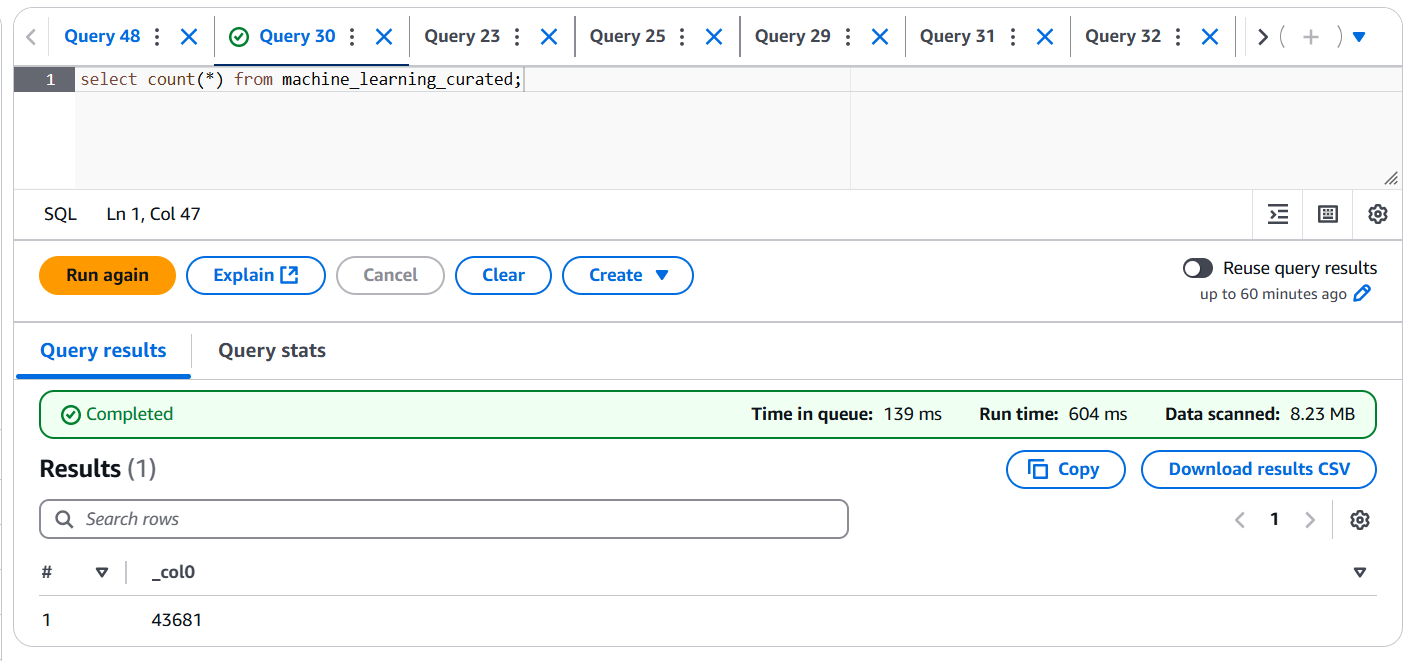 Query 48 Query 30 Query 23 Query 25 Query 29 Query 31 Query 32
1 select count(*) from machine_learning_curated;
SQL Ln 1, Col 47
Run again Explain Cancel Clear Create Reuse query results
up to 60 minutes ago
Query results Query stats
Completed Time in queue: 139 ms Run time: 604 ms Data scanned: 8.23 MB
Results (1) Copy Download results CSV
Search rows 1
# _col0
1 43681